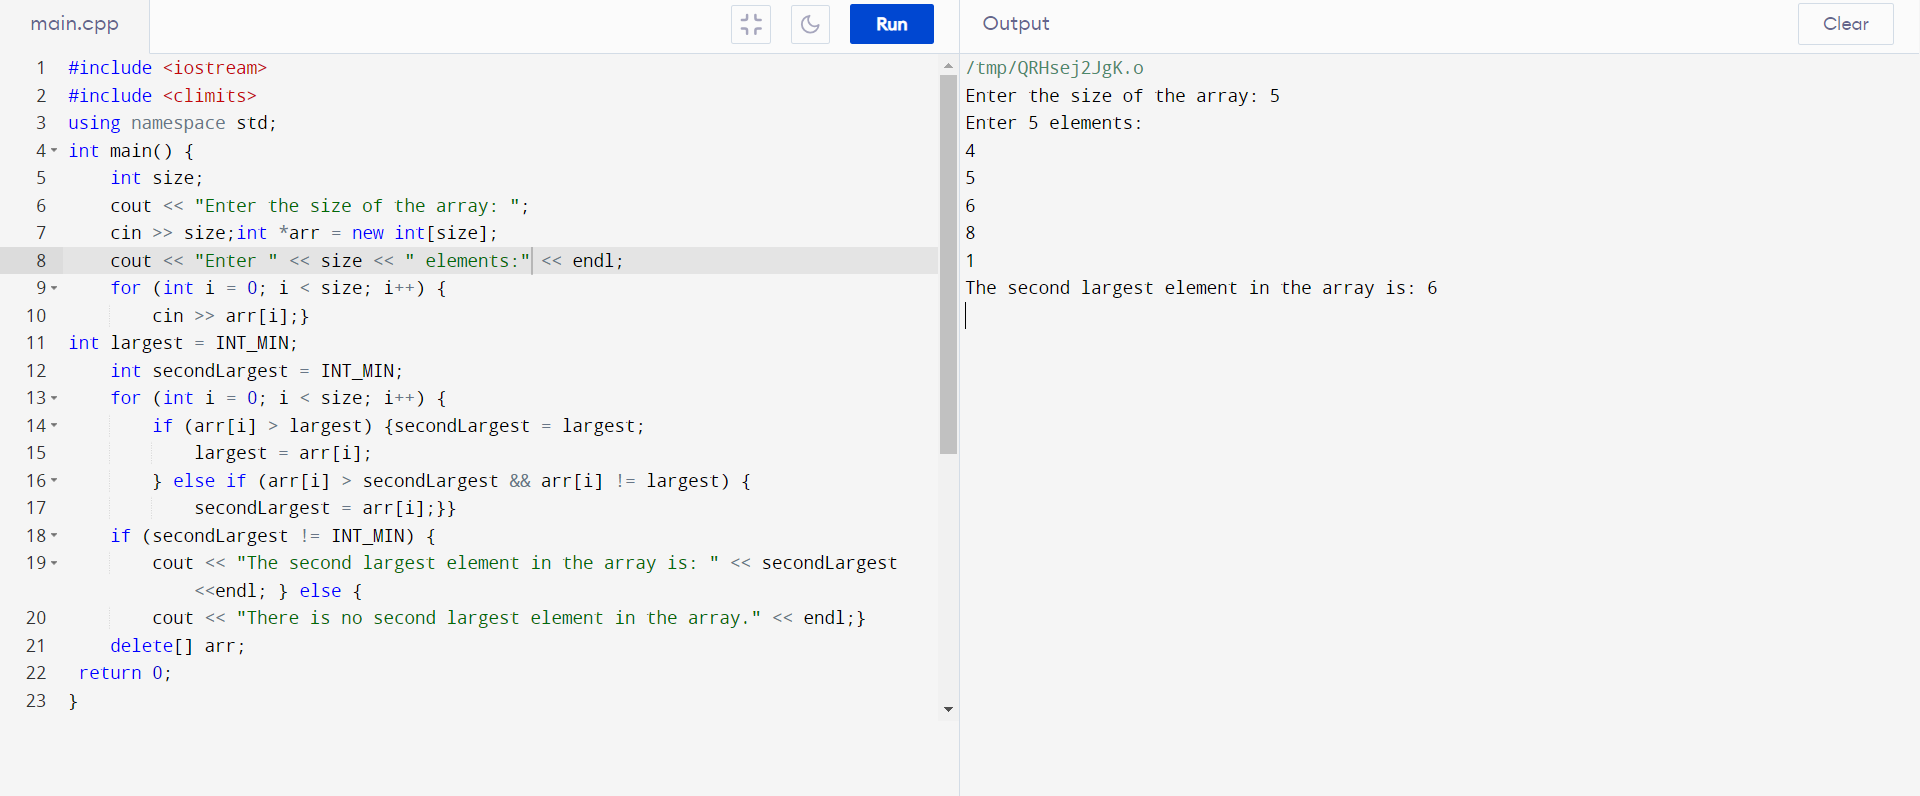 main.cpp
Run
Output
Clear
1 #include <iostream>
2 #include <climits>
3 using namespace std;
4 int main() {
5     int size;
6     cout << "Enter the size of the array: ";
7     cin >> size;int *arr = new int[size];
8     cout << "Enter " << size << " elements:" << endl;
9     for (int i = 0; i < size; i++) {
10         cin >> arr[i];}
11 int largest = INT_MIN;
12     int secondLargest = INT_MIN;
13     for (int i = 0; i < size; i++) {
14         if (arr[i] > largest) {secondLargest = largest;
15             largest = arr[i];
16         } else if (arr[i] > secondLargest && arr[i] != largest) {
17             secondLargest = arr[i];}}
18     if (secondLargest != INT_MIN) {
19         cout << "The second largest element in the array is: " << secondLargest
            <<endl; } else {
20         cout << "There is no second largest element in the array." << endl;}
21     delete[] arr;
22  return 0;
23 }
/tmp/QRHsej2JgK.o
Enter the size of the array: 5
Enter 5 elements:
4
5
6
8
1
The second largest element in the array is: 6